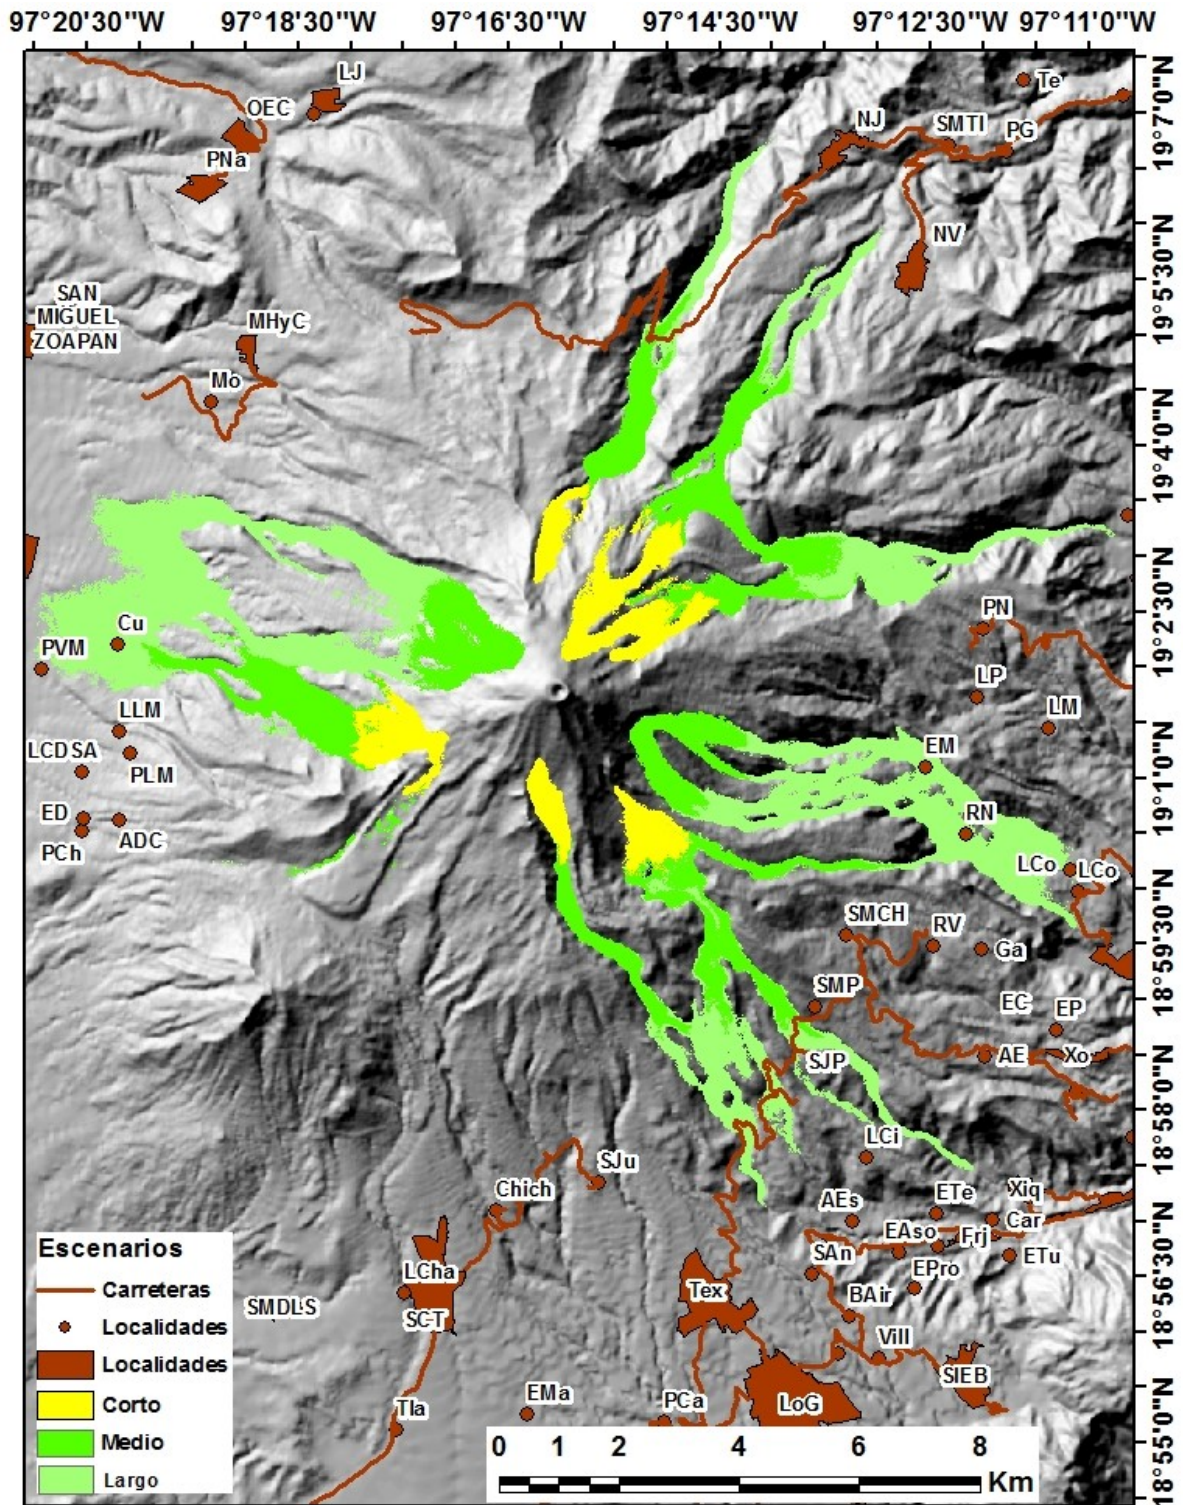 97°20'30"W
97°18'30"W
97°16'30"W
97°14'30"W
97°12'30"W
97°11'0"W
LJ
OEC
PNa
Te
NJ
SMTI
PG
NV
19°7'0"N
19°5'30"N
19°4'0"N
19°2'30"N
19°1'0"N
18°59'30"N
18°58'0"N
18°56'30"N
18°55'0"N
SAN
MIGUEL
ZOAPAN
MHyC
Mo
Cu
PVM
LLM
LCDSA
PLM
ED
ADC
PCh
PN
LP
LM
EM
RN
LCo
LCo
SMCH
RV
Ga
SMP
EC
EP
AE
Xo
SJP
LCi
SJu
Chich
AEs
ETe
Xiq
Car
EAso
Frj
SAn
ETu
EPro
BAir
LCha
Tex
SMDLS
SCT
Vill
SIEB
Tla
EMa
PCa
LoG
Escenarios
Carreteras
Localidades
Localidades
Corto
Medio
Largo
0 1 2 4 6 8
Km